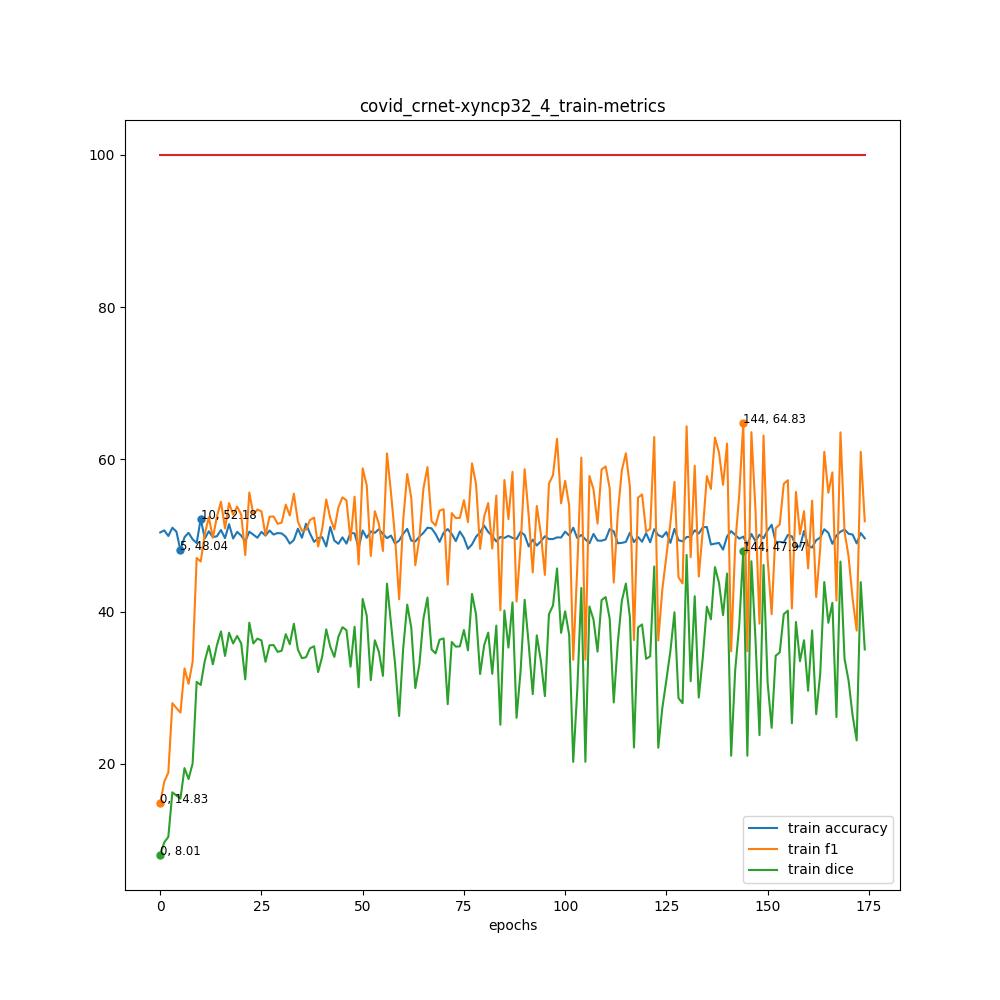 covid_crnet-xyncp32_4_train-metrics
100
80
60
40
20
144, 64.83
10, 52.18
5, 48.04
144, 47.97
0, 14.83
0, 8.01
train accuracy
train f1
train dice
0 25 50 75 100 125 150 175
epochs